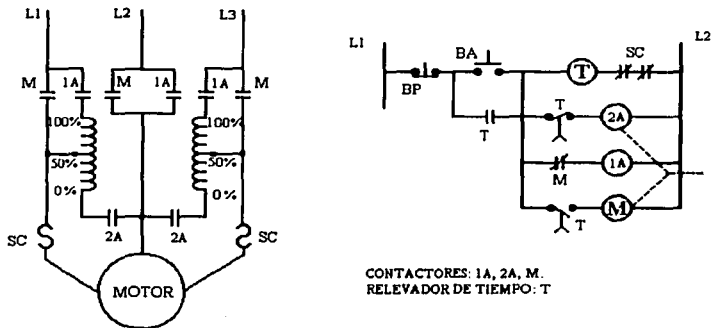 L1 L2 L3
M 1A M 1A 1A M
100% 100%
50% 50%
0% 0%
2A 2A
SC SC
MOTOR
L1 L2
BP BA T SC
T T 2A
M 1A
T M
CONTACTORES: 1A, 2A, M.
RELEVADOR DE TIEMPO: T